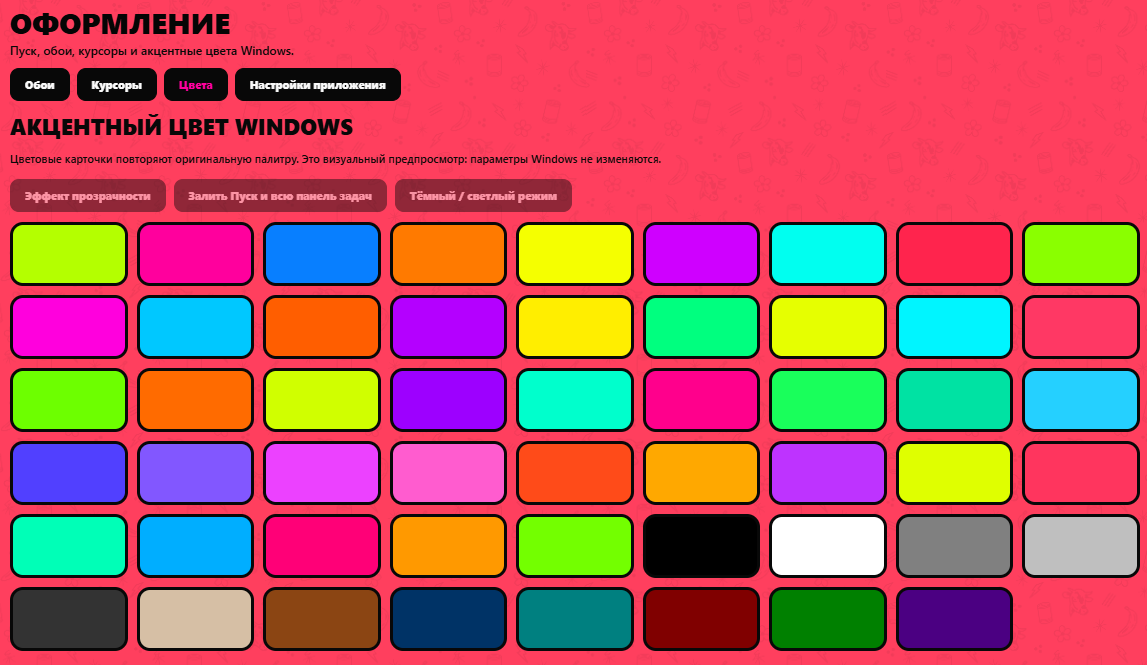 ОФОРМЛЕНИЕ
Пуск, обои, курсоры и акцентные цвета Windows.
Обои
Курсоры
Цвета
Настройки приложения
АКЦЕНТНЫЙ ЦВЕТ WINDOWS
Цветовые карточки повторяют оригинальную палитру. Это визуальный предпросмотр: параметры Windows не изменяются.
Эффект прозрачности
Залить Пуск и всю панель задач
Тёмный / светлый режим